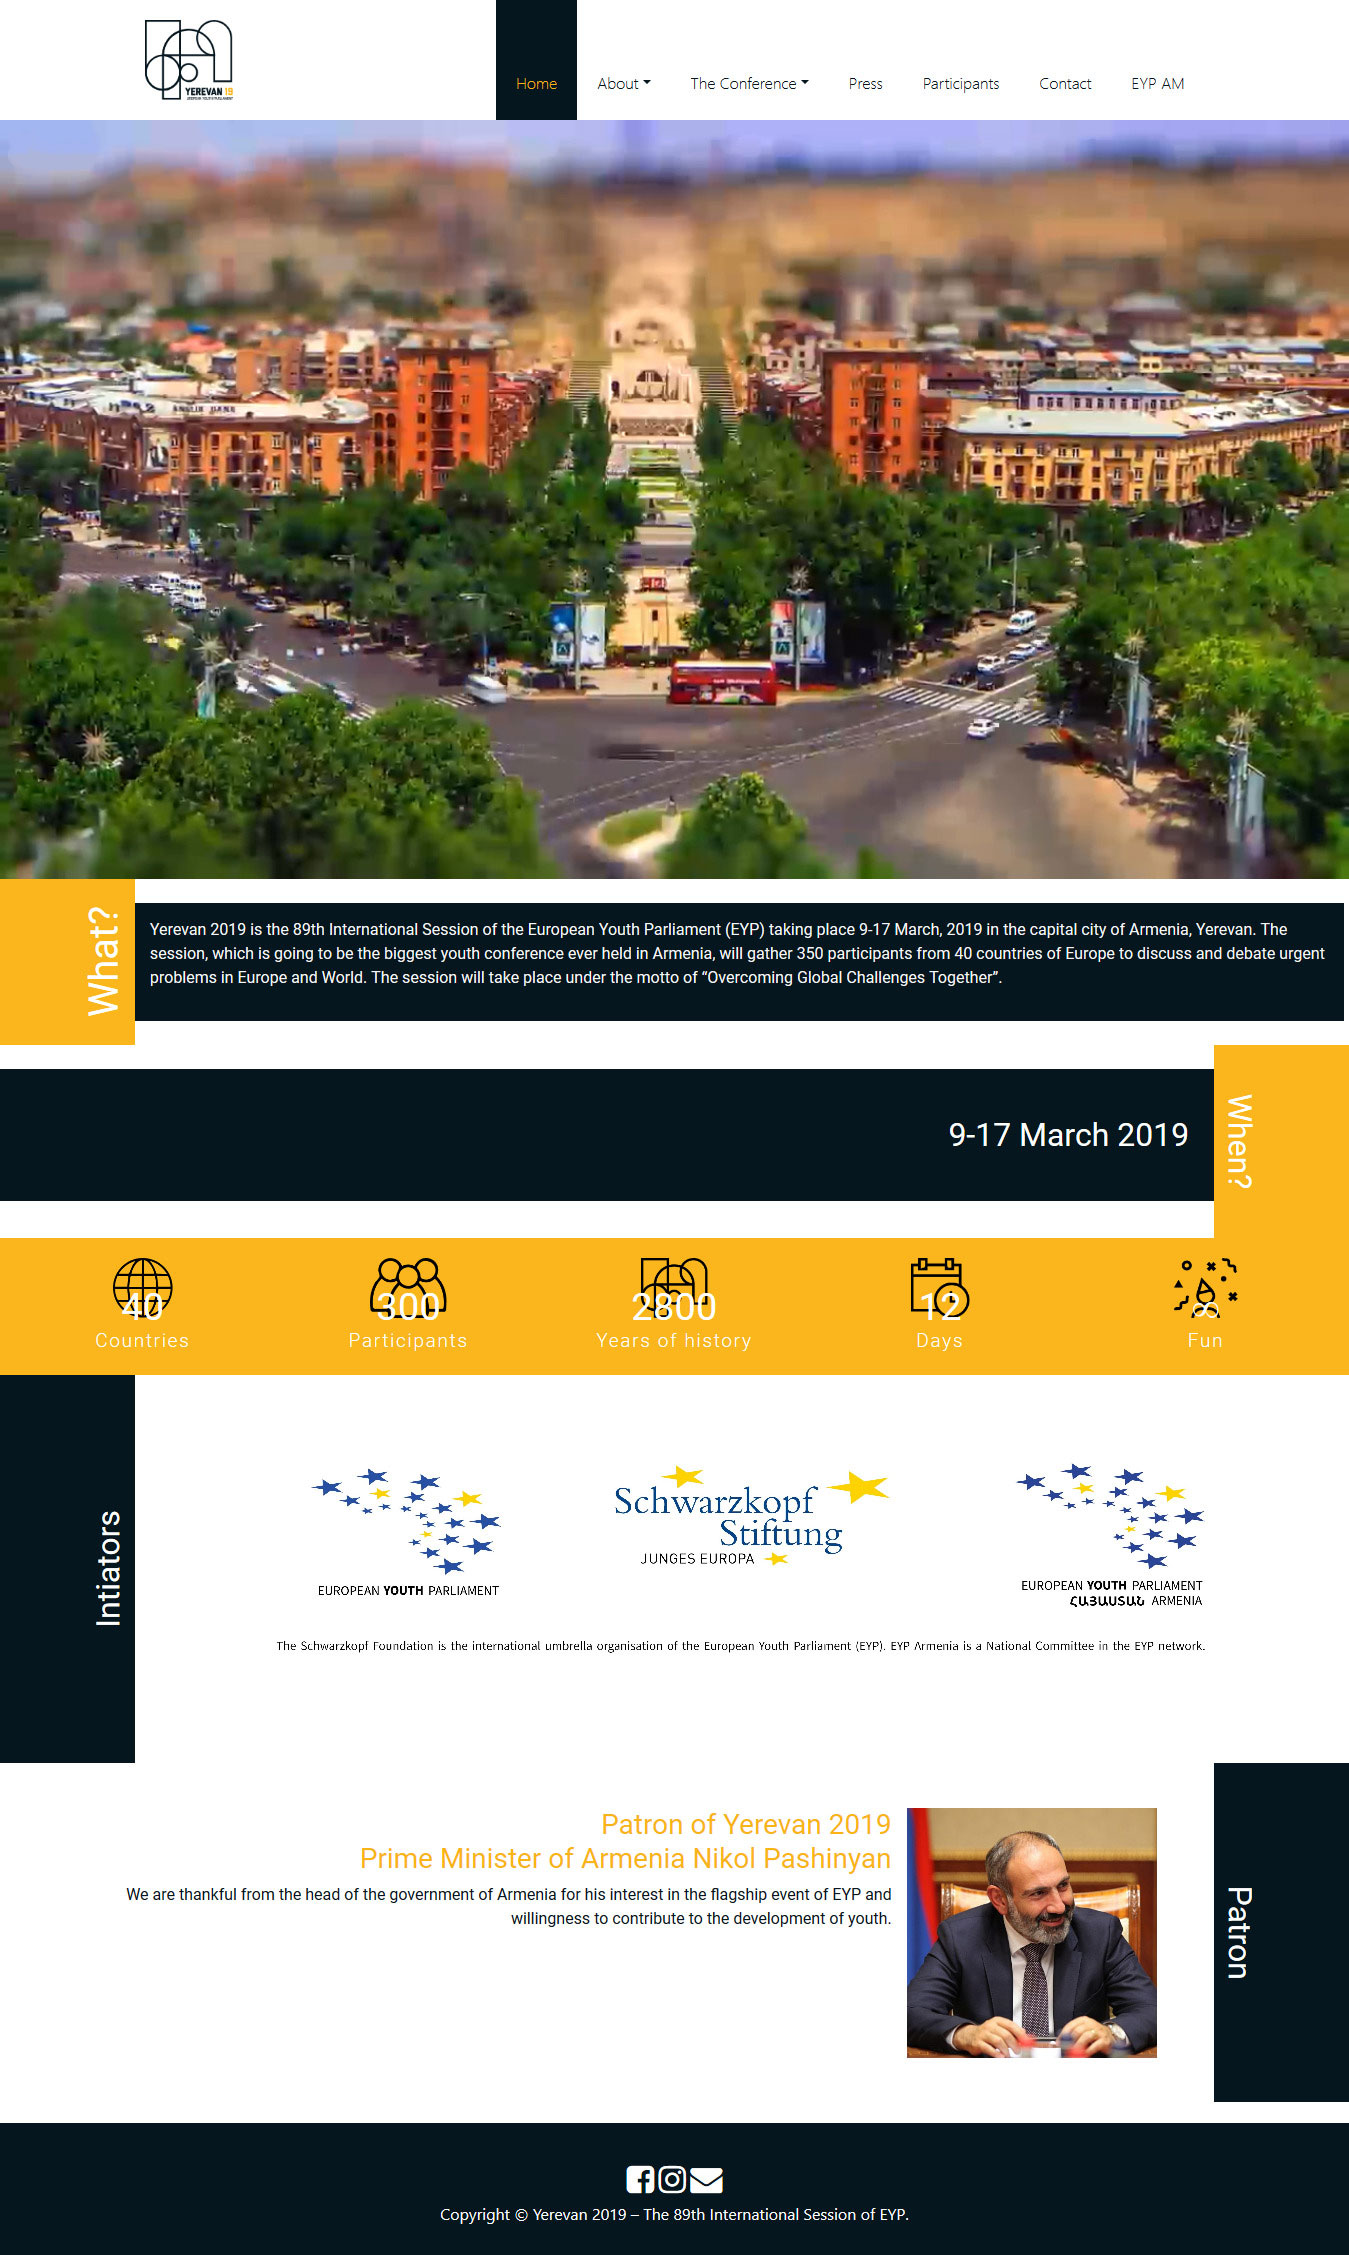 YEREVAN 19
EUROPEAN YOUTH PARLIAMENT
Home
About
The Conference
Press
Participants
Contact
EYP AM
What?
Yerevan 2019 is the 89th International Session of the European Youth Parliament (EYP) taking place 9-17 March, 2019 in the capital city of Armenia, Yerevan. The
session, which is going to be the biggest youth conference ever held in Armenia, will gather 350 participants from 40 countries of Europe to discuss and debate urgent
problems in Europe and World. The session will take place under the motto of “Overcoming Global Challenges Together”.
9-17 March 2019
When?
40
Countries
300
Participants
2800
Years of history
12
Days
∞
Fun
Intiators
EUROPEAN YOUTH PARLIAMENT
Schwarzkopf
Stiftung
JUNGES EUROPA
EUROPEAN YOUTH PARLIAMENT
ՀԱՅԱՍՏԱՆ ARMENIA
The Schwarzkopf Foundation is the international umbrella organisation of the European Youth Parliament (EYP). EYP Armenia is a National Committee in the EYP network.
Patron of Yerevan 2019
Prime Minister of Armenia Nikol Pashinyan
We are thankful from the head of the government of Armenia for his interest in the flagship event of EYP and
willingness to contribute to the development of youth.
Patron
Copyright © Yerevan 2019 – The 89th International Session of EYP.